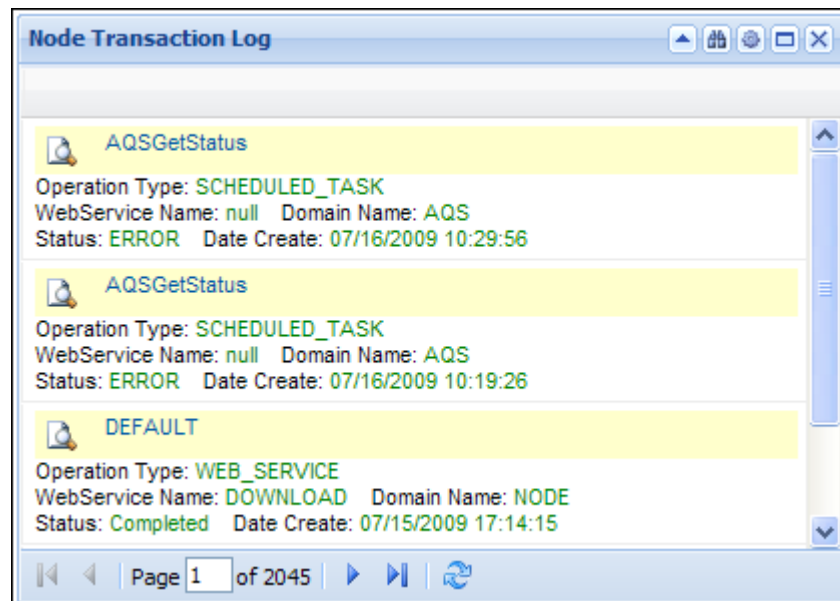 Node Transaction Log
AQSGetStatus
Operation Type: SCHEDULED_TASK
WebService Name: null Domain Name: AQS
Status: ERROR Date Create: 07/16/2009 10:29:56
AQSGetStatus
Operation Type: SCHEDULED_TASK
WebService Name: null Domain Name: AQS
Status: ERROR Date Create: 07/16/2009 10:19:26
DEFAULT
Operation Type: WEB_SERVICE
WebService Name: DOWNLOAD Domain Name: NODE
Status: Completed Date Create: 07/15/2009 17:14:15
Page 1 of 2045